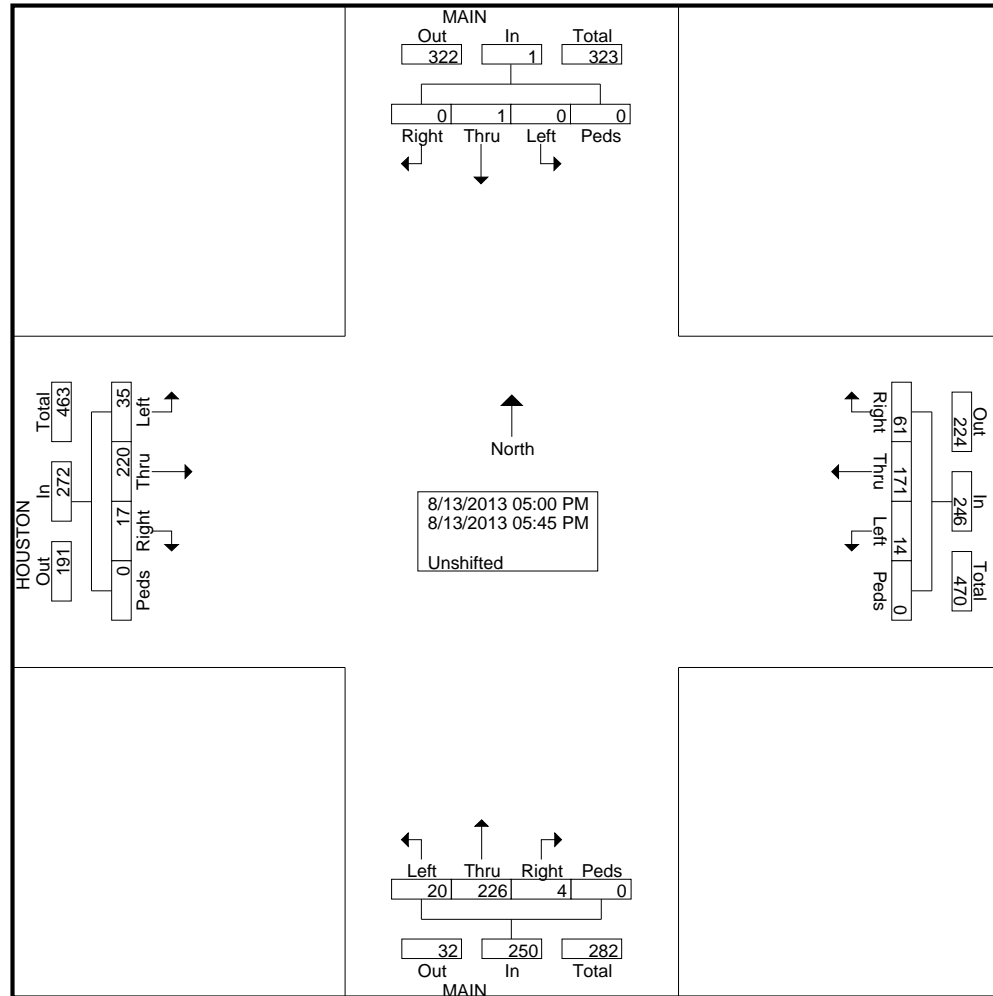 MAIN
Out In Total
322 1 323
0 1 0 0
Right Thru Left Peds
HOUSTON
Total In Out
463 272 191
35 220 17 0
Left Thru Right Peds
North
8/13/2013 05:00 PM
8/13/2013 05:45 PM
Unshifted
Right Thru Left Peds
61 171 14 0
Out In Total
224 246 470
Left Thru Right Peds
20 226 4 0
32 250 282
Out In Total
MAIN